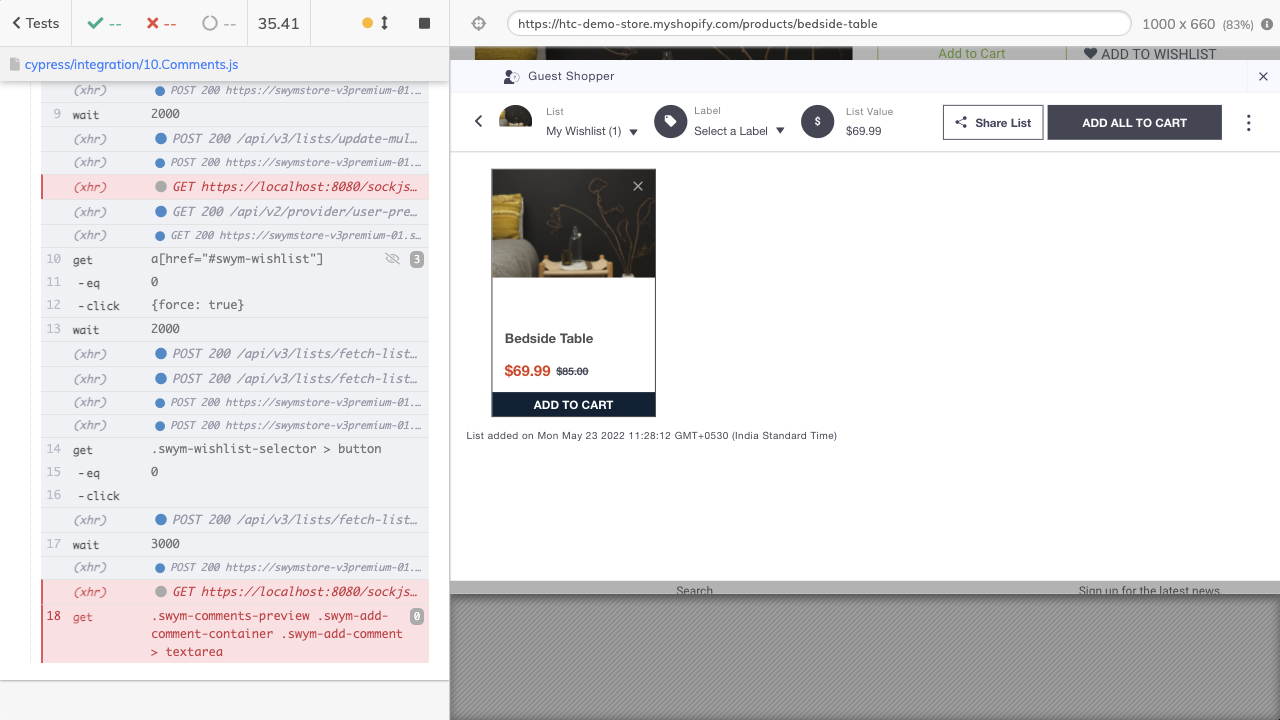 Tests
--
--
--
35.41
https://htc-demo-store.myshopify.com/products/bedside-table
1000 x 660 (83%)
cypress/integration/10.Comments.js
(xhr) POST 200 https://swymstore-v3premium-01....
9 wait 2000
(xhr) POST 200 /api/v3/lists/update-mul...
(xhr) POST 200 https://swymstore-v3premium-01....
(xhr) GET https://localhost:8080/sockjs...
(xhr) GET 200 /api/v2/provider/user-pre...
(xhr) GET 200 https://swymstore-v3premium-01.s...
10 get a[href="#swym-wishlist"] 3
11 -eq 0
12 -click {force: true}
13 wait 2000
(xhr) POST 200 /api/v3/lists/fetch-list...
(xhr) POST 200 /api/v3/lists/fetch-list...
(xhr) POST 200 https://swymstore-v3premium-01....
(xhr) POST 200 https://swymstore-v3premium-01....
14 get .swym-wishlist-selector > button
15 -eq 0
16 -click
(xhr) POST 200 /api/v3/lists/fetch-list...
17 wait 3000
(xhr) POST 200 https://swymstore-v3premium-01....
(xhr) GET https://localhost:8080/sockjs...
18 get .swym-comments-preview .swym-add- 0
comment-container .swym-add-comment
> textarea
Add to Cart
ADD TO WISHLIST
Guest Shopper
List
My Wishlist (1)
Label
Select a Label
$
List Value
$69.99
Share List
ADD ALL TO CART
Bedside Table
$69.99 $85.00
ADD TO CART
List added on Mon May 23 2022 11:28:12 GMT+0530 (India Standard Time)
Search
Sign up for the latest news,